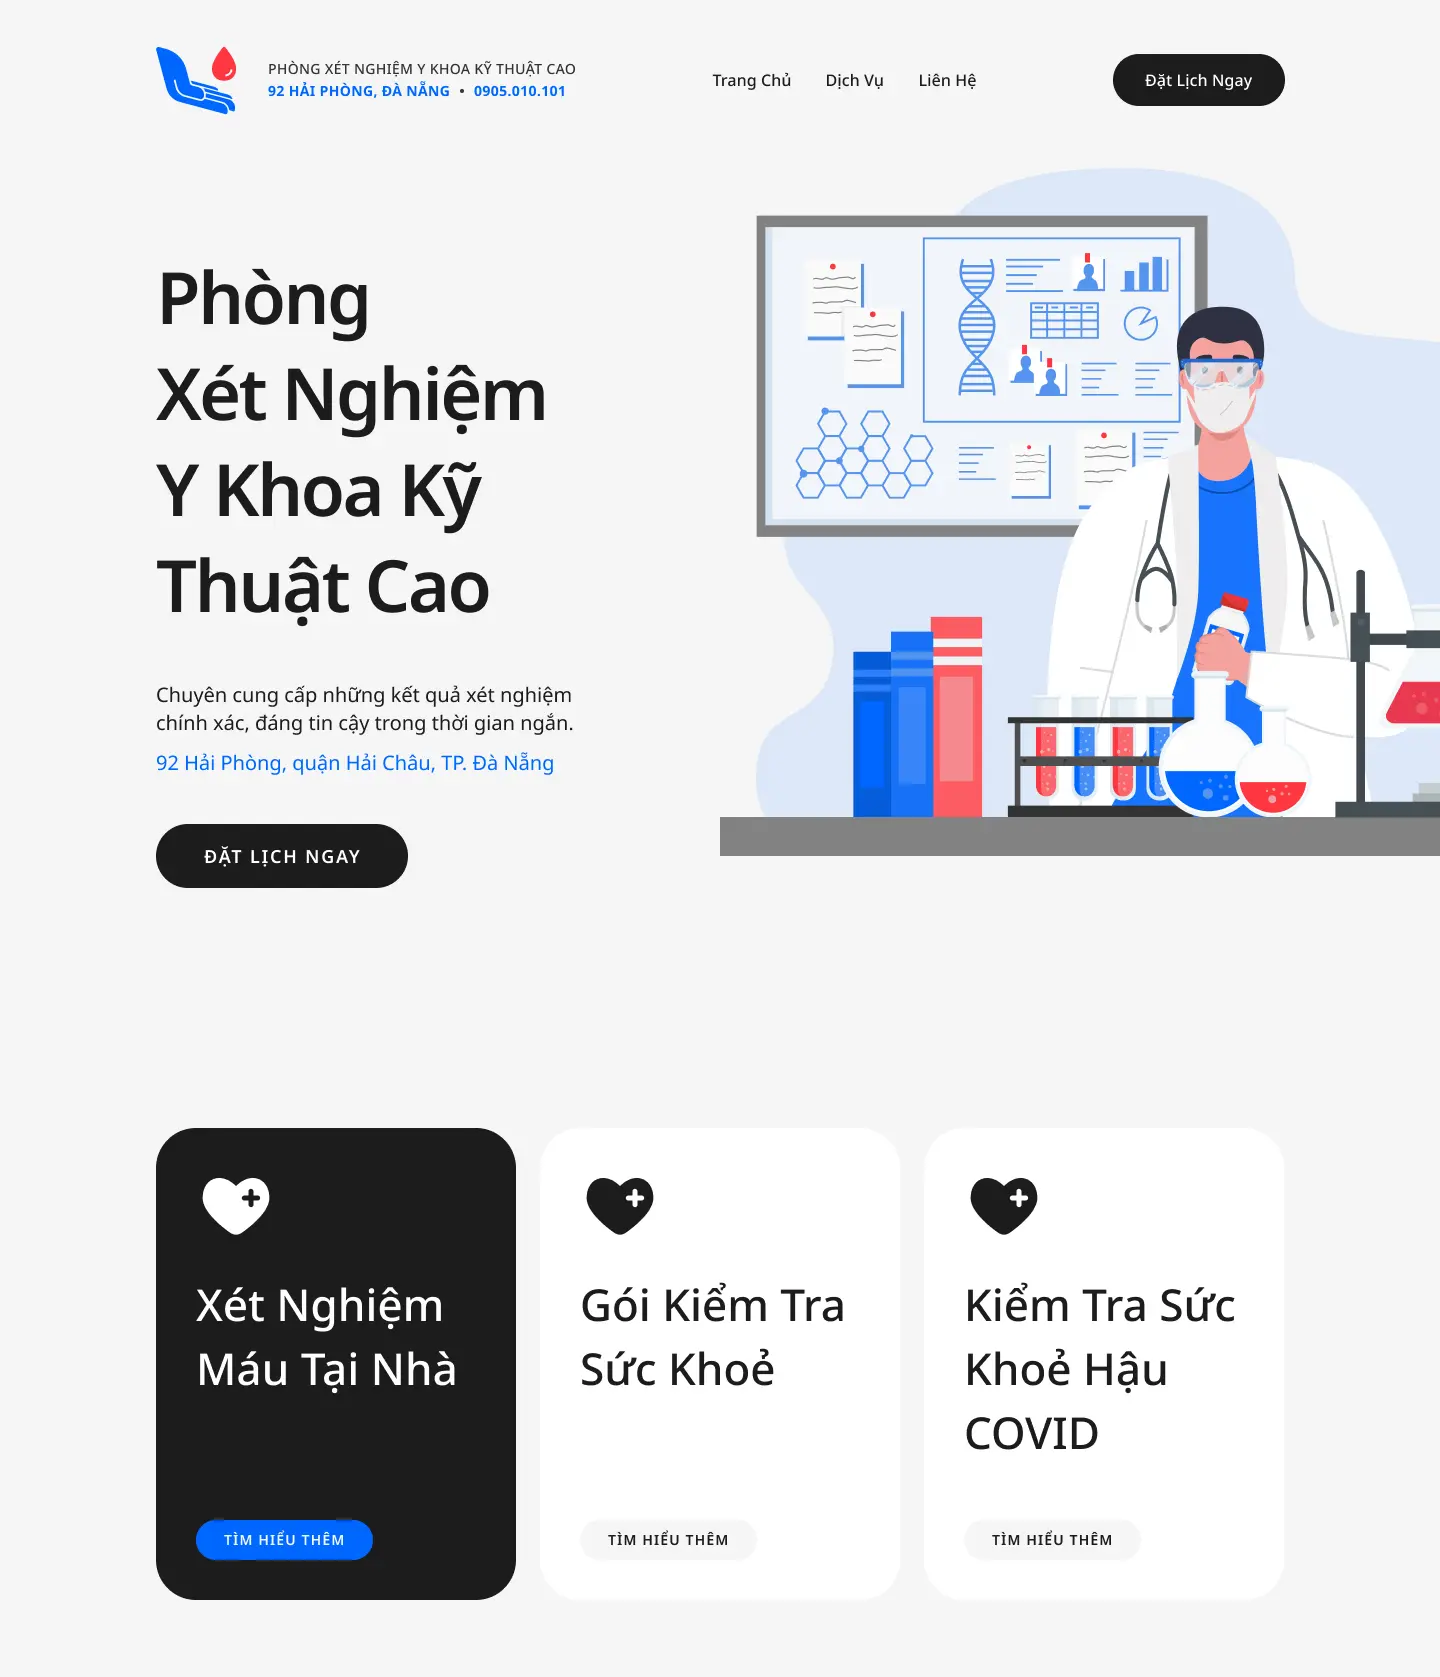 PHÒNG XÉT NGHIỆM Y KHOA KỸ THUẬT CAO
92 HẢI PHÒNG, ĐÀ NẴNG • 0905.010.101
Trang Chủ
Dịch Vụ
Liên Hệ
Đặt Lịch Ngay
Phòng
Xét Nghiệm
Y Khoa Kỹ
Thuật Cao
Chuyên cung cấp những kết quả xét nghiệm
chính xác, đáng tin cậy trong thời gian ngắn.
92 Hải Phòng, quận Hải Châu, TP. Đà Nẵng
ĐẶT LỊCH NGAY
Xét Nghiệm
Máu Tại Nhà
TÌM HIỂU THÊM
Gói Kiểm Tra
Sức Khoẻ
TÌM HIỂU THÊM
Kiểm Tra Sức
Khoẻ Hậu
COVID
TÌM HIỂU THÊM